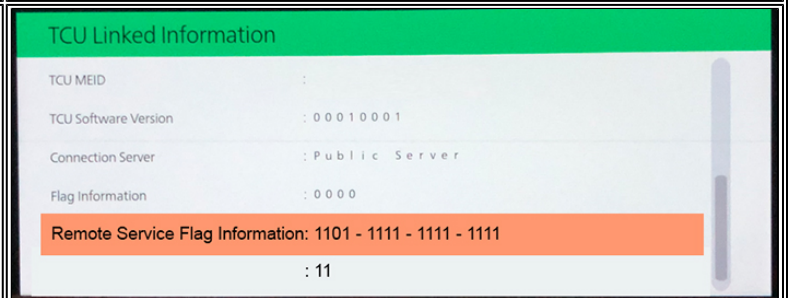 TCU Linked Information
TCU MEID :
TCU Software Version : 00010001
Connection Server : Public Server
Flag Information : 0000
Remote Service Flag Information: 1101 - 1111 - 1111 - 1111
: 11